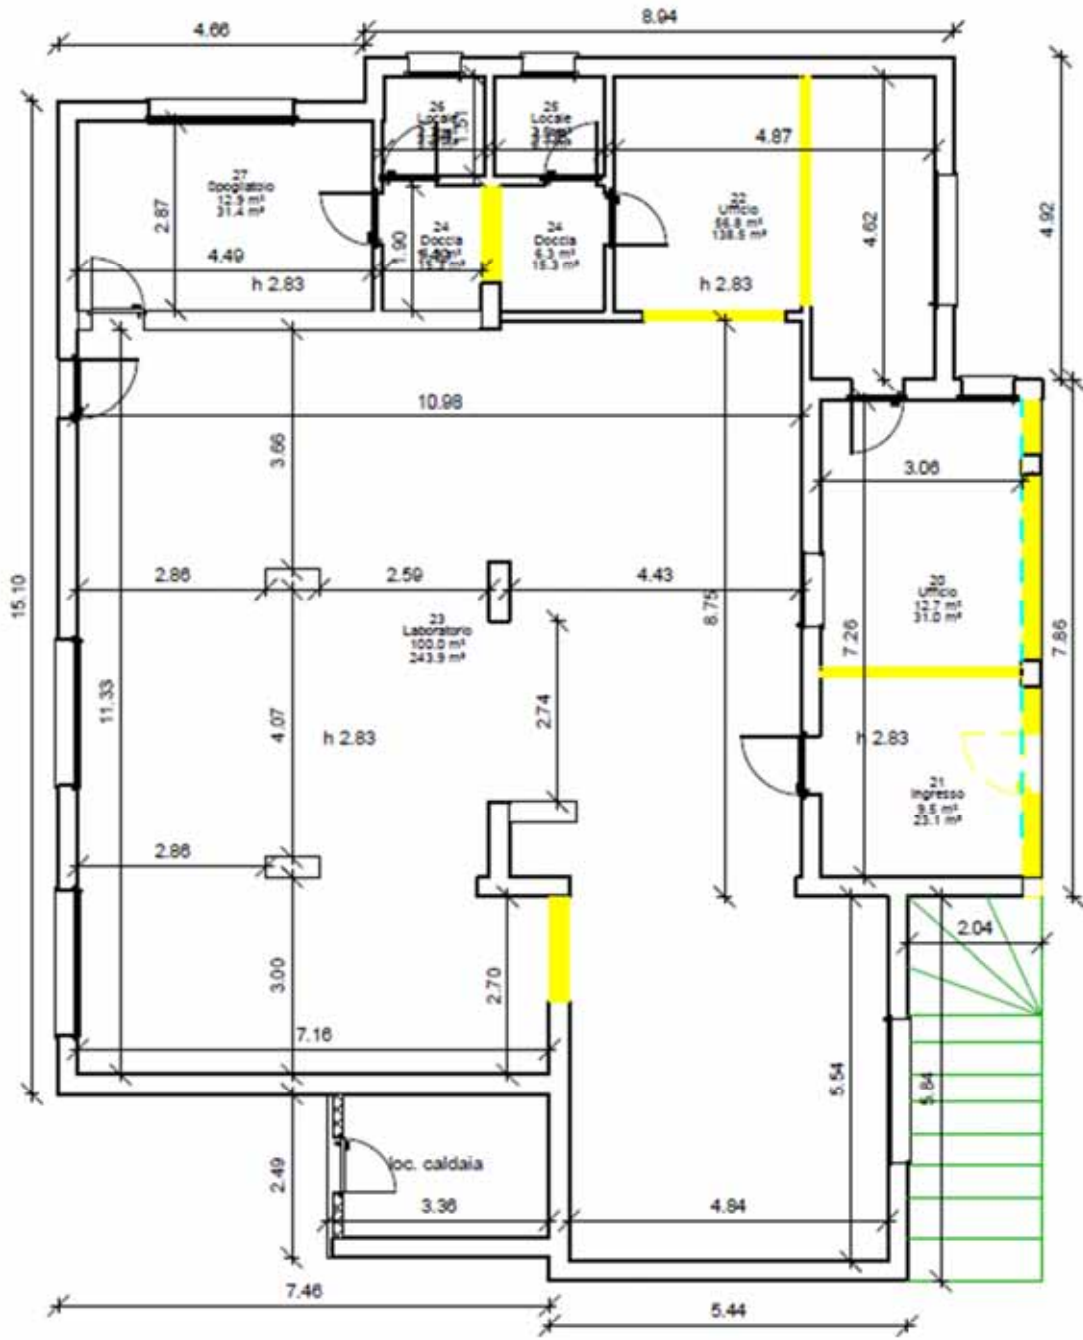 4.66
8.94
26
Locale
1.51
25
Locale
4.87
27
Spogliatoio
12.9 m²
31.4 m³
2.87
4.49
h 2.83
24
Doccia
1.90
24
Doccia
6.3 m²
15.3 m³
22
Ufficio
56.8 m²
138.5 m³
h 2.83
4.62
4.92
10.98
3.66
3.06
15.10
2.86
2.59
4.43
8.75
20
Ufficio
12.7 m²
31.0 m³
7.26
7.86
23
Laboratorio
100.0 m²
243.9 m³
11.33
4.07
h 2.83
2.74
h 2.83
21
Ingresso
9.5 m²
23.1 m³
2.86
3.00
2.70
2.04
7.16
5.54
5.84
2.49
loc. caldaia
3.36
4.84
7.46
5.44